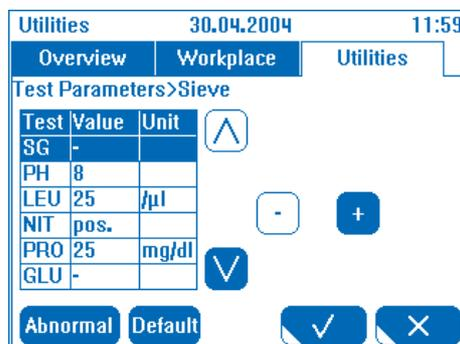 Utilities 30.04.2004 11:59
Overview Workplace Utilities
Test Parameters>Sieve
Test Value Unit
SG -
PH 8
LEU 25 /µl
NIT pos.
PRO 25 mg/dl
GLU -
- +
Abnormal Default